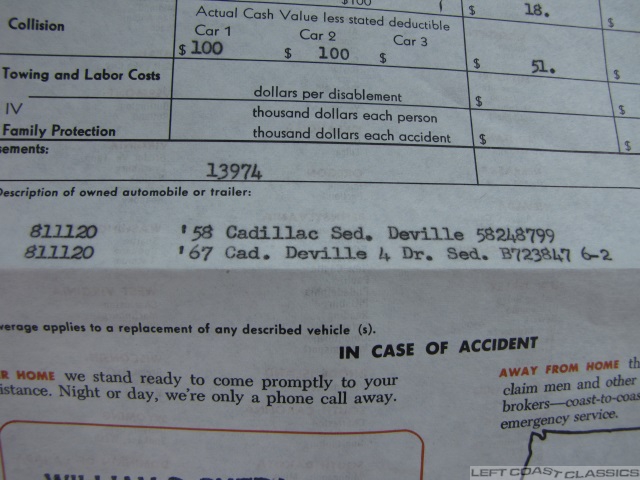 $100
$ 18. $
Collision
Actual Cash Value less stated deductible
Car 1 Car 2 Car 3
$ 100 $ 100 $
$ 51. $
Towing and Labor Costs
dollars per disablement $ $
IV
thousand dollars each person
Family Protection
thousand dollars each accident $ $
sements:
13974
Description of owned automobile or trailer:
811120 '58 Cadillac Sed. Deville 58248799
811120 '67 Cad. Deville 4 Dr. Sed. B723847 6-2
verage applies to a replacement of any described vehicle (s).
IN CASE OF ACCIDENT
R HOME we stand ready to come promptly to your
istance. Night or day, we're only a phone call away.
AWAY FROM HOME th
claim men and other
brokers—coast-to-coas
emergency service.
LEFT COAST CLASSICS